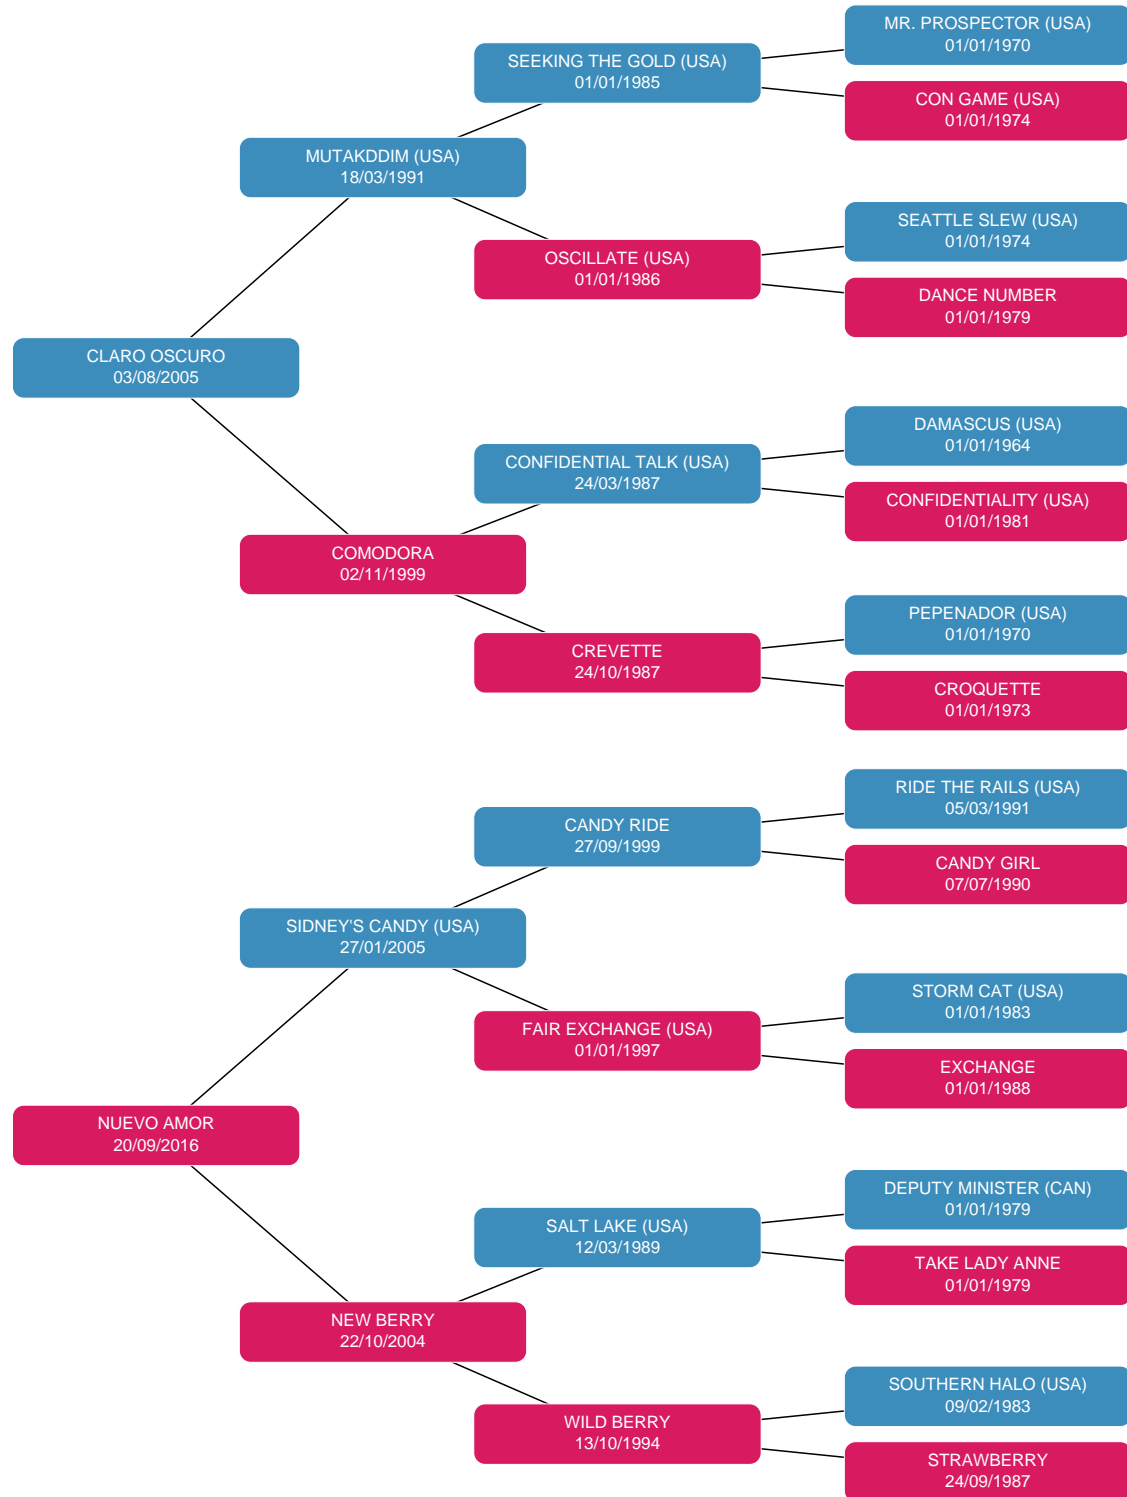 MR. PROSPECTOR (USA)
01/01/1970
SEEKING THE GOLD (USA)
01/01/1985
CON GAME (USA)
01/01/1974
MUTAKDDIM (USA)
18/03/1991
SEATTLE SLEW (USA)
01/01/1974
OSCILLATE (USA)
01/01/1986
DANCE NUMBER
01/01/1979
CLARO OSCURO
03/08/2005
DAMASCUS (USA)
01/01/1964
CONFIDENTIAL TALK (USA)
24/03/1987
CONFIDENTIALITY (USA)
01/01/1981
COMODORA
02/11/1999
PEPENADOR (USA)
01/01/1970
CREVETTE
24/10/1987
CROQUETTE
01/01/1973
RIDE THE RAILS (USA)
05/03/1991
CANDY RIDE
27/09/1999
CANDY GIRL
07/07/1990
SIDNEY'S CANDY (USA)
27/01/2005
STORM CAT (USA)
01/01/1983
FAIR EXCHANGE (USA)
01/01/1997
EXCHANGE
01/01/1988
NUEVO AMOR
20/09/2016
DEPUTY MINISTER (CAN)
01/01/1979
SALT LAKE (USA)
12/03/1989
TAKE LADY ANNE
01/01/1979
NEW BERRY
22/10/2004
SOUTHERN HALO (USA)
09/02/1983
WILD BERRY
13/10/1994
STRAWBERRY
24/09/1987